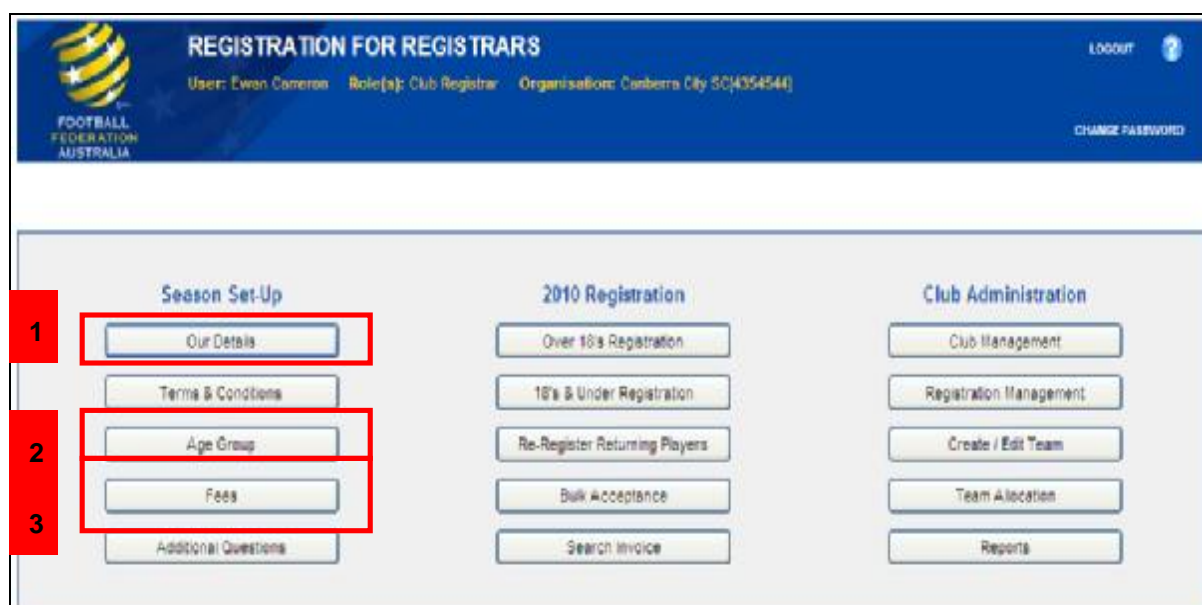 REGISTRATION FOR REGISTRARS
LOGOUT ?
User: Ewan Cameron Role(s): Club Registrar Organisation: Canberra City SC[4354544]
FOOTBALL
FEDERATION
AUSTRALIA
CHANGE PASSWORD
Season Set-Up 2010 Registration Club Administration
1 Our Details Over 18's Registration Club Management
Terms & Conditions 18's & Under Registration Registration Management
2 Age Group Re-Register Returning Players Create / Edit Team
3 Fees Bulk Acceptance Team Allocation
Additional Questions Search Invoice Reports